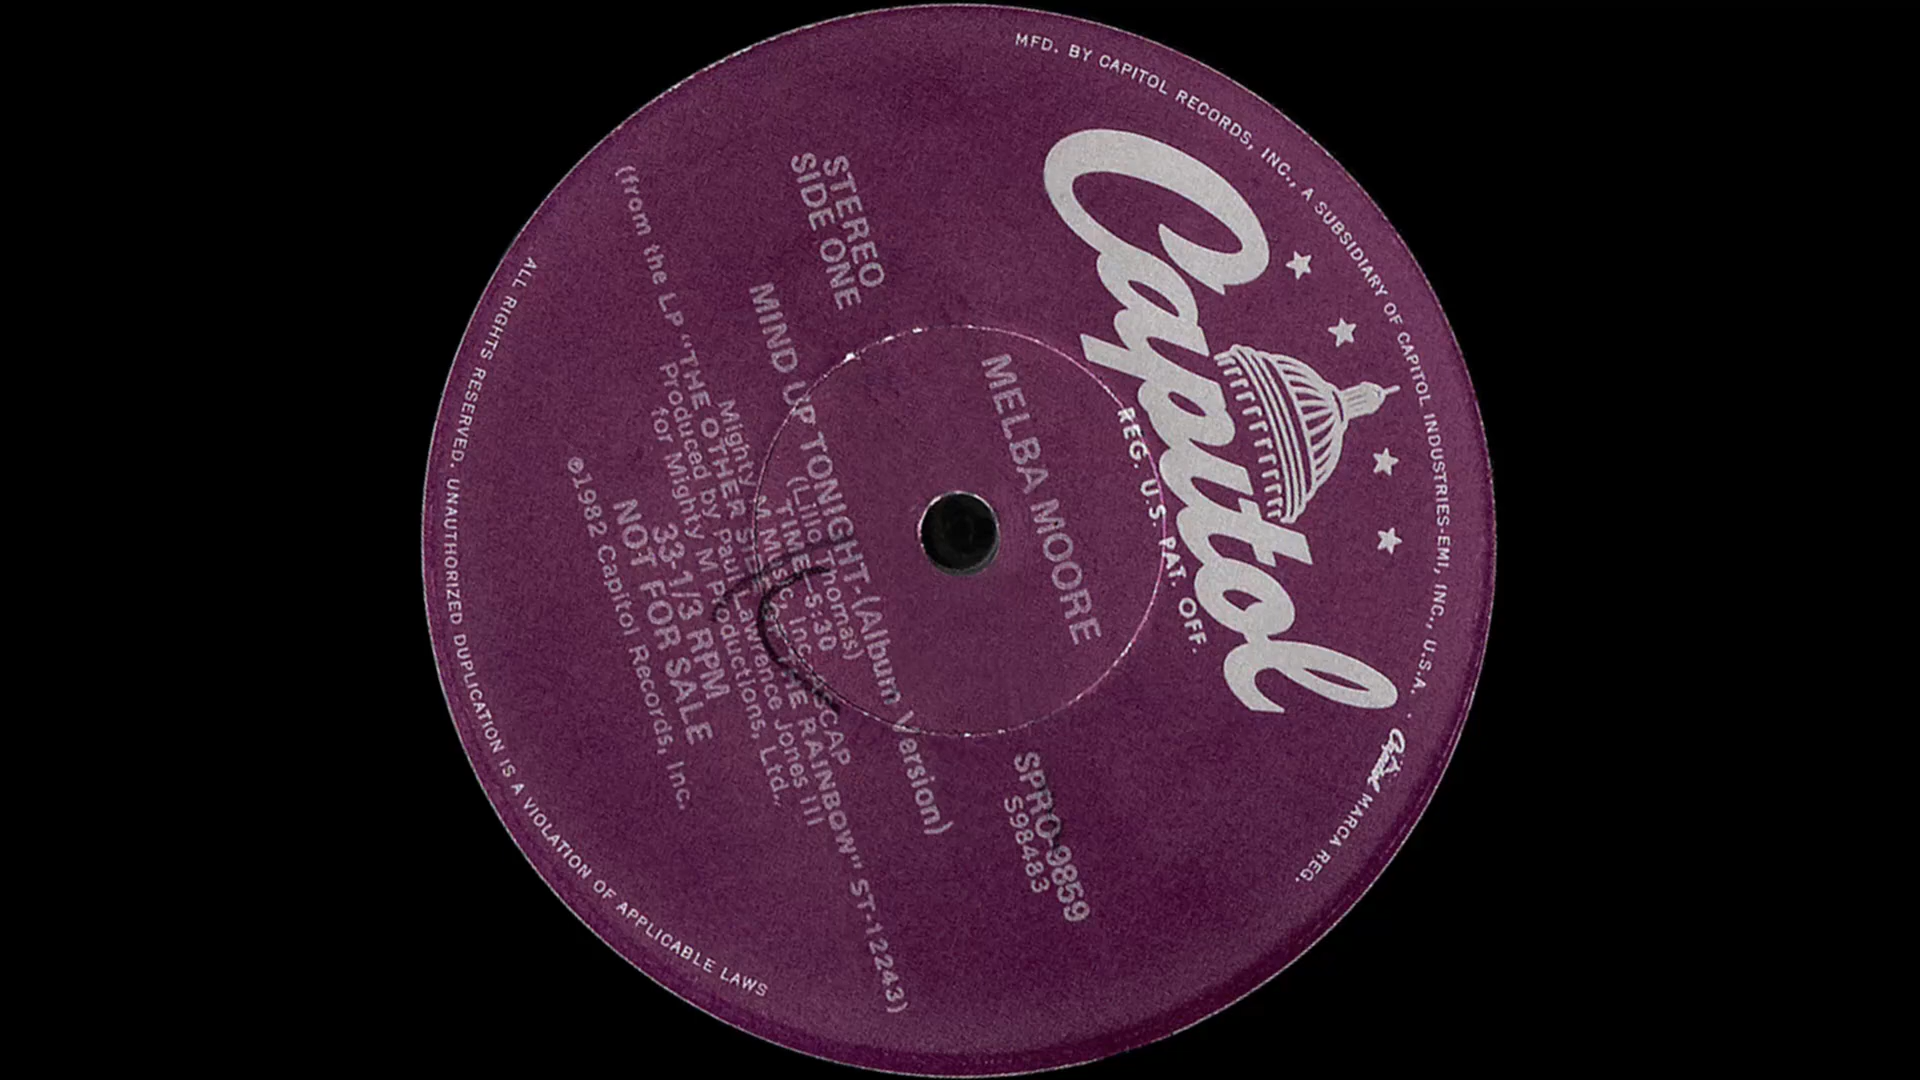 MFD. BY CAPITOL RECORDS, INC., A SUBSIDIARY OF CAPITOL INDUSTRIES-EMI, INC., U.S.A. · Capitol MARCA REG.
Capitol
REG. U.S. PAT. OFF.
MELBA MOORE
STEREO
SIDE ONE
SPRO-9859
S98483
MIND UP TONIGHT-(Album Version)
(Lillo Thomas)
TIME-5:30
Mighty M Music, Inc. ASCAP
(from the LP "THE OTHER SIDE OF THE RAINBOW" ST-12243)
Produced by Paul Lawrence Jones III
for Mighty M Productions, Ltd.,
33-1/3 RPM
NOT FOR SALE
℗1982 Capitol Records, Inc.
ALL RIGHTS RESERVED. UNAUTHORIZED DUPLICATION IS A VIOLATION OF APPLICABLE LAWS